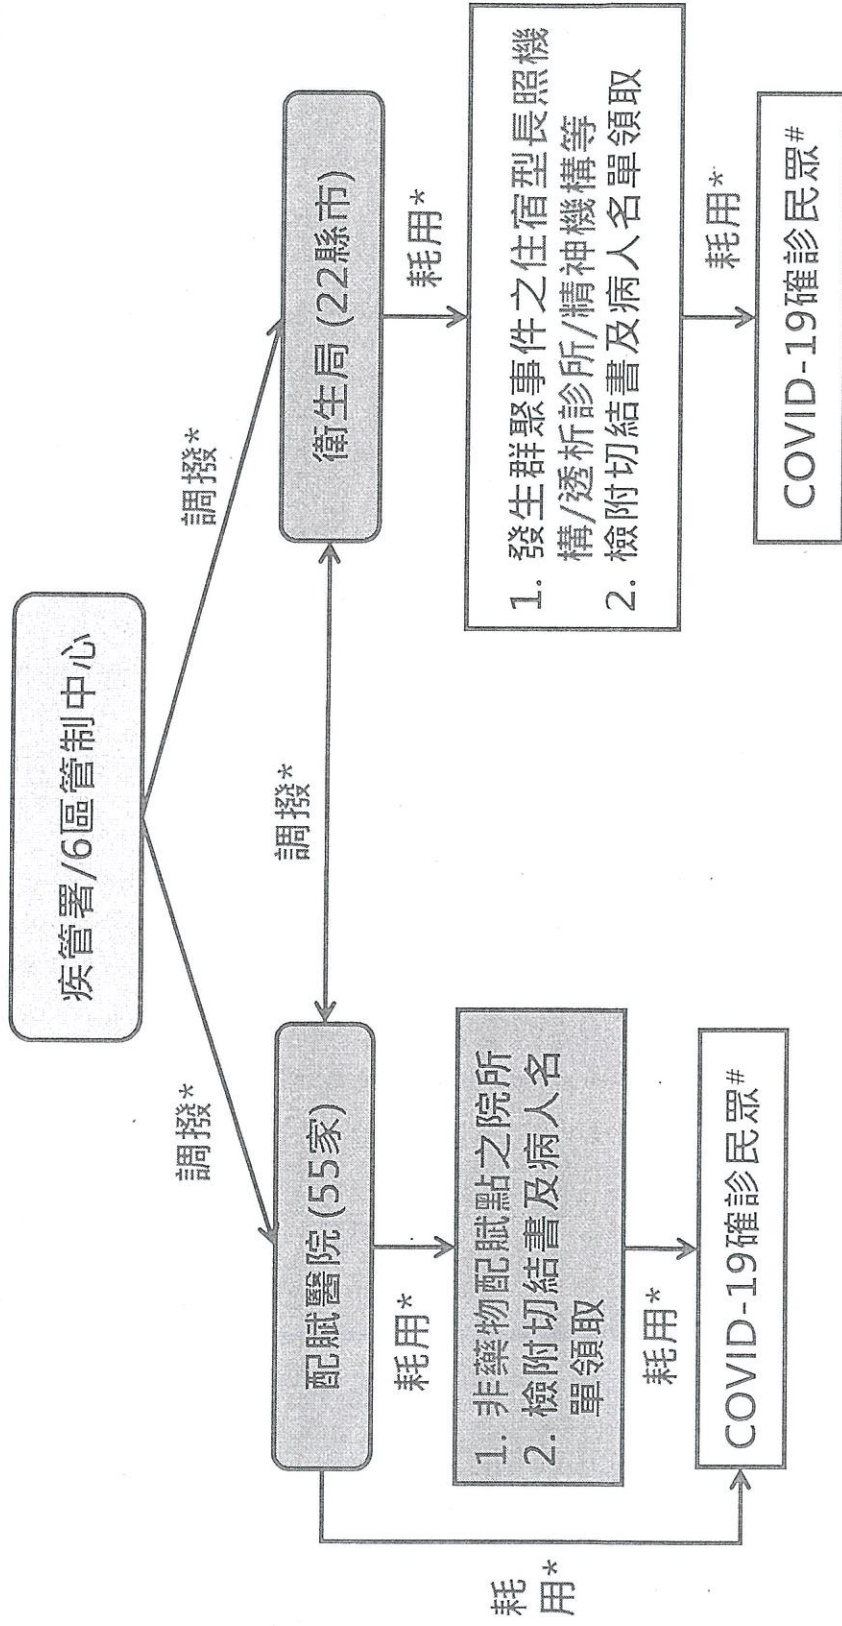 疾管署/6區管制中心
調撥*
調撥*
配賦醫院 (55家)
調撥*
衛生局 (22縣市)
耗用*
耗用*
1. 非藥物配賦點之院所
2. 檢附切結書及病人名
單領取
1. 發生群聚事件之住宿型長照機
構/透析診所/精神機構等
2. 檢附切結書及病人名單領取
耗
用*
耗用*
耗用*
COVID-19確診民眾#
COVID-19確診民眾#